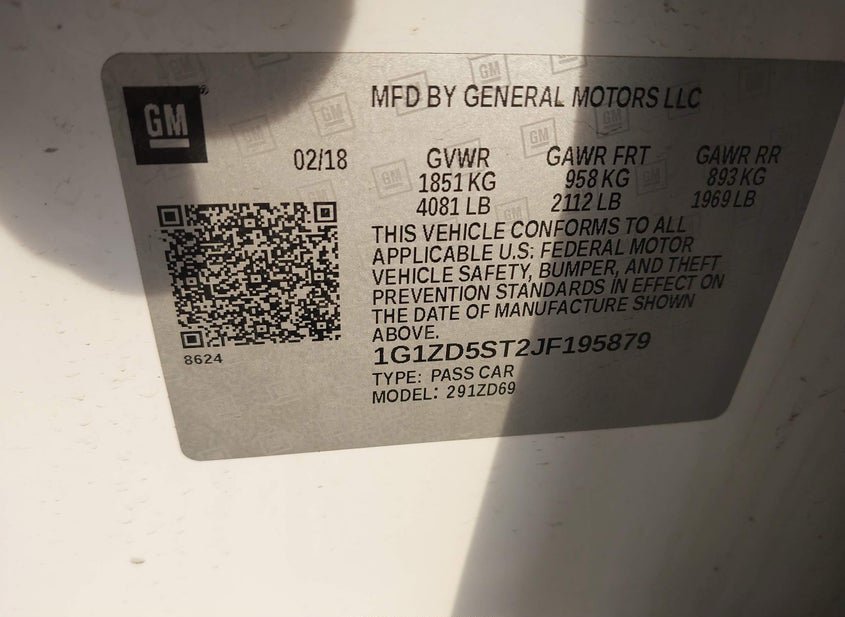 GM
MFD BY GENERAL MOTORS LLC
02/18
GVWR GAWR FRT GAWR RR
1851 KG 958 KG 893 KG
4081 LB 2112 LB 1969 LB
THIS VEHICLE CONFORMS TO ALL
APPLICABLE U.S: FEDERAL MOTOR
VEHICLE SAFETY, BUMPER, AND THEFT
PREVENTION STANDARDS IN EFFECT ON
THE DATE OF MANUFACTURE SHOWN
ABOVE.
8624
1G1ZD5ST2JF195879
TYPE: PASS CAR
MODEL: 291ZD69